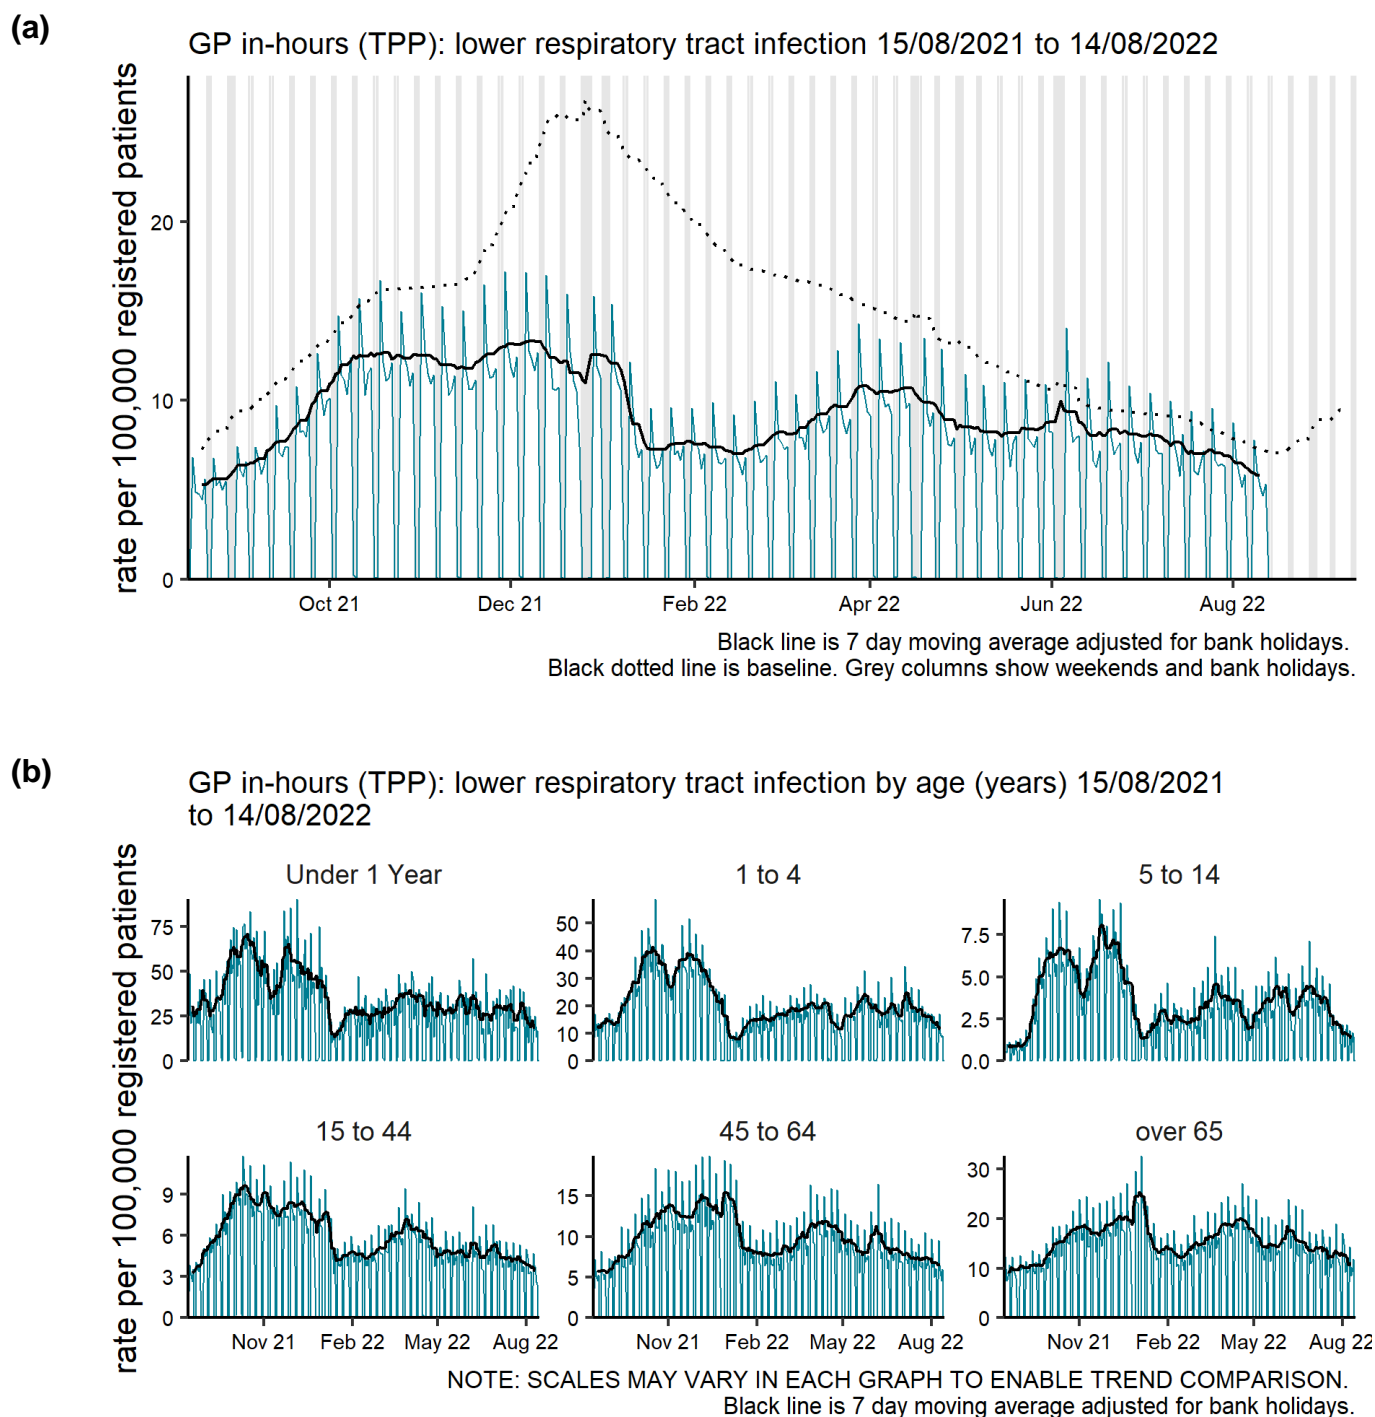 (a)
GP in-hours (TPP): lower respiratory tract infection 15/08/2021 to 14/08/2022
rate per 100,000 registered patients
20
10
0
Oct 21 Dec 21 Feb 22 Apr 22 Jun 22 Aug 22
Black line is 7 day moving average adjusted for bank holidays.
Black dotted line is baseline. Grey columns show weekends and bank holidays.
(b)
GP in-hours (TPP): lower respiratory tract infection by age (years) 15/08/2021
to 14/08/2022
rate per 100,000 registered patients
Under 1 Year
75
50
25
0
1 to 4
50
40
30
20
10
0
5 to 14
7.5
5.0
2.5
0.0
15 to 44
9
6
3
0
Nov 21 Feb 22 May 22 Aug 22
45 to 64
15
10
5
0
Nov 21 Feb 22 May 22 Aug 22
over 65
30
20
10
0
Nov 21 Feb 22 May 22 Aug 22
NOTE: SCALES MAY VARY IN EACH GRAPH TO ENABLE TREND COMPARISON.
Black line is 7 day moving average adjusted for bank holidays.